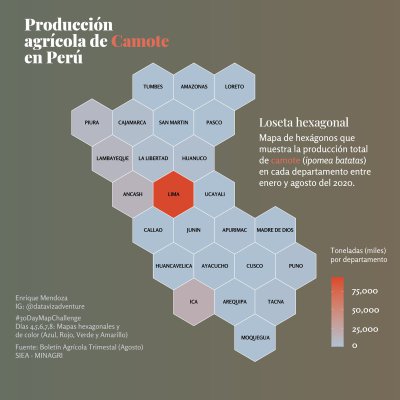 Producción
agrícola de Camote
en Perú
TUMBES
AMAZONAS
LORETO
PIURA
CAJAMARCA
SAN MARTIN
PASCO
LAMBAYEQUE
LA LIBERTAD
HUANUCO
ANCASH
LIMA
UCAYALI
CALLAO
JUNIN
APURIMAC
MADRE DE DIOS
HUANCAVELICA
AYACUCHO
CUSCO
PUNO
ICA
AREQUIPA
TACNA
MOQUEGUA
Loseta hexagonal
Mapa de hexágonos que
muestra la producción total
de camote (ipomea batatas)
en cada departamento entre
enero y agosto del 2020.
Toneladas (miles)
por departamento
75,000
50,000
25,000
0
Enrique Mendoza
IG: @datavizadventure
#30DayMapChallenge
Días 4,5,6,7,8: Mapas hexagonales y
de color (Azul, Rojo, Verde y Amarillo)
Fuente: Boletín Agrícola Trimestal (Agosto)
SIEA - MINAGRI